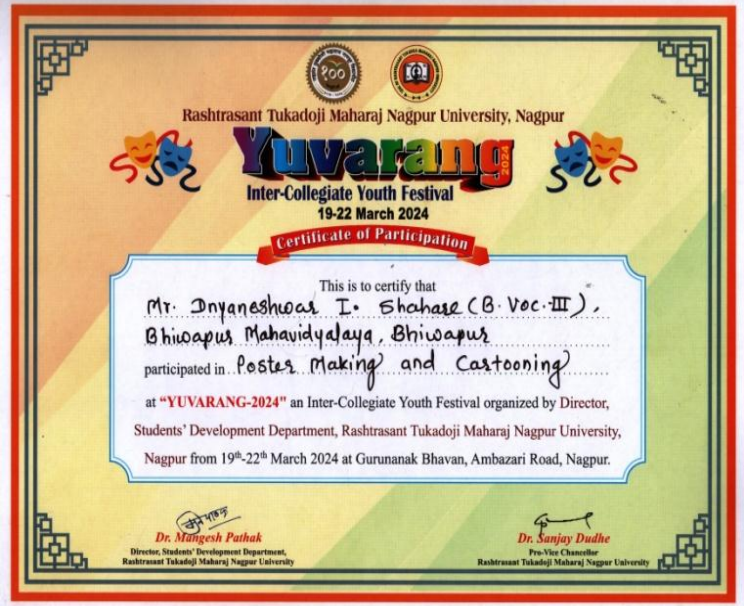 १००
Rashtrasant Tukadoji Maharaj Nagpur University, Nagpur
Yuvarang 2024
Inter-Collegiate Youth Festival
19-22 March 2024
Certificate of Participation
This is to certify that
Mr. Dnyaneshwar I. Shahare (B.Voc.III),
Bhiwapur Mahavidyalaya, Bhiwapur
participated in Poster Making and Cartooning
at "YUVARANG-2024" an Inter-Collegiate Youth Festival organized by Director,
Students' Development Department, Rashtrasant Tukadoji Maharaj Nagpur University,
Nagpur from 19th-22th March 2024 at Gurunanak Bhavan, Ambazari Road, Nagpur.
Dr. Mangesh Pathak
Director, Students' Development Department,
Rashtrasant Tukadoji Maharaj Nagpur University
Dr. Sanjay Dudhe
Pro-Vice Chancellor
Rashtrasant Tukadoji Maharaj Nagpur University